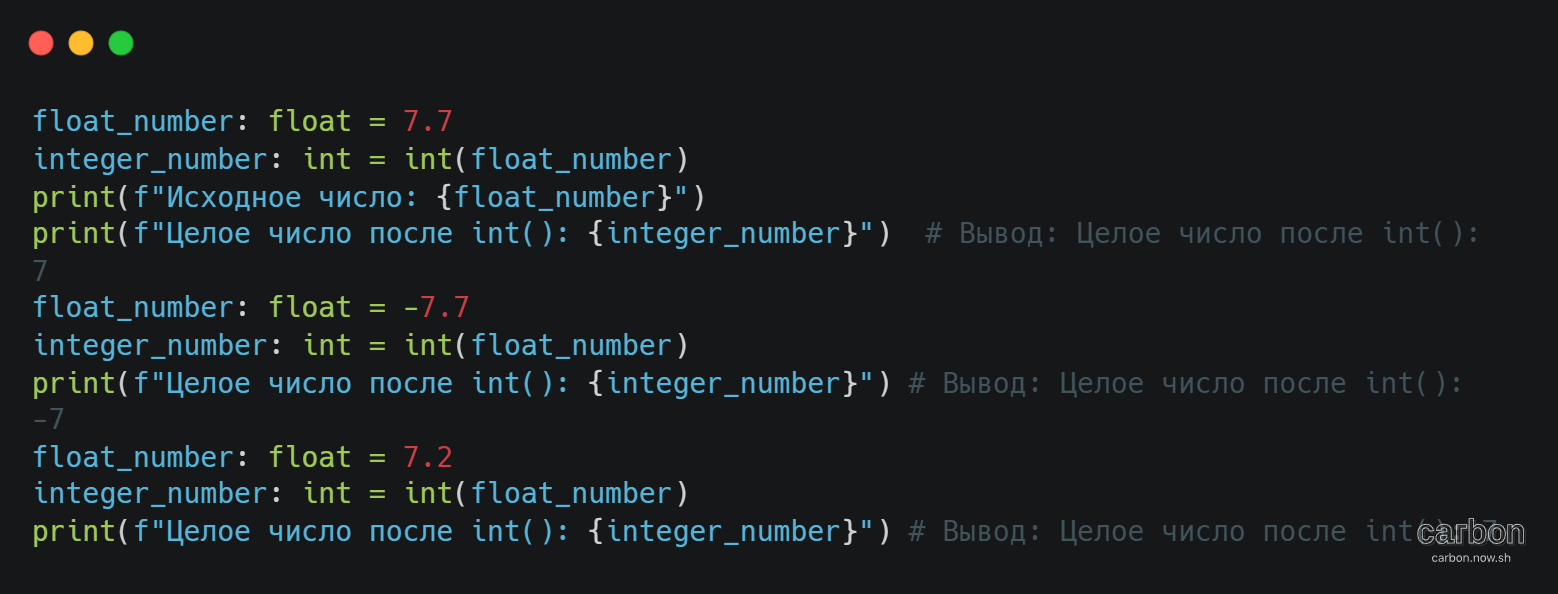 float_number: float = 7.7
integer_number: int = int(float_number)
print(f"Исходное число: {float_number}")
print(f"Целое число после int(): {integer_number}")  # Вывод: Целое число после int():
7
float_number: float = -7.7
integer_number: int = int(float_number)
print(f"Целое число после int(): {integer_number}") # Вывод: Целое число после int():
-7
float_number: float = 7.2
integer_number: int = int(float_number)
print(f"Целое число после int(): {integer_number}") # Вывод: Целое число после int(): 7
carbon
carbon.now.sh